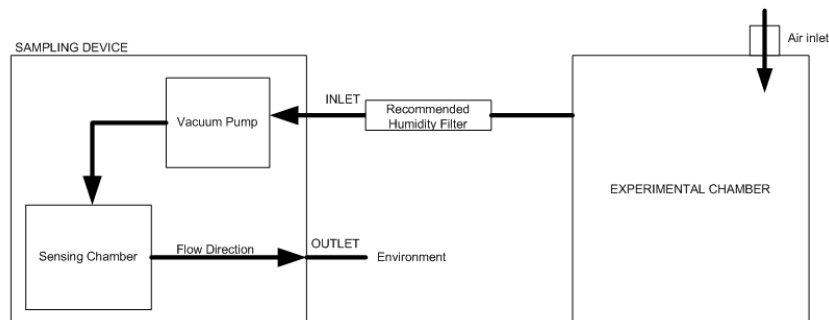 SAMPLING DEVICE
Air inlet
INLET
Recommended
Humidity Filter
Vacuum Pump
EXPERIMENTAL CHAMBER
OUTLET
Sensing Chamber
Flow Direction
Environment